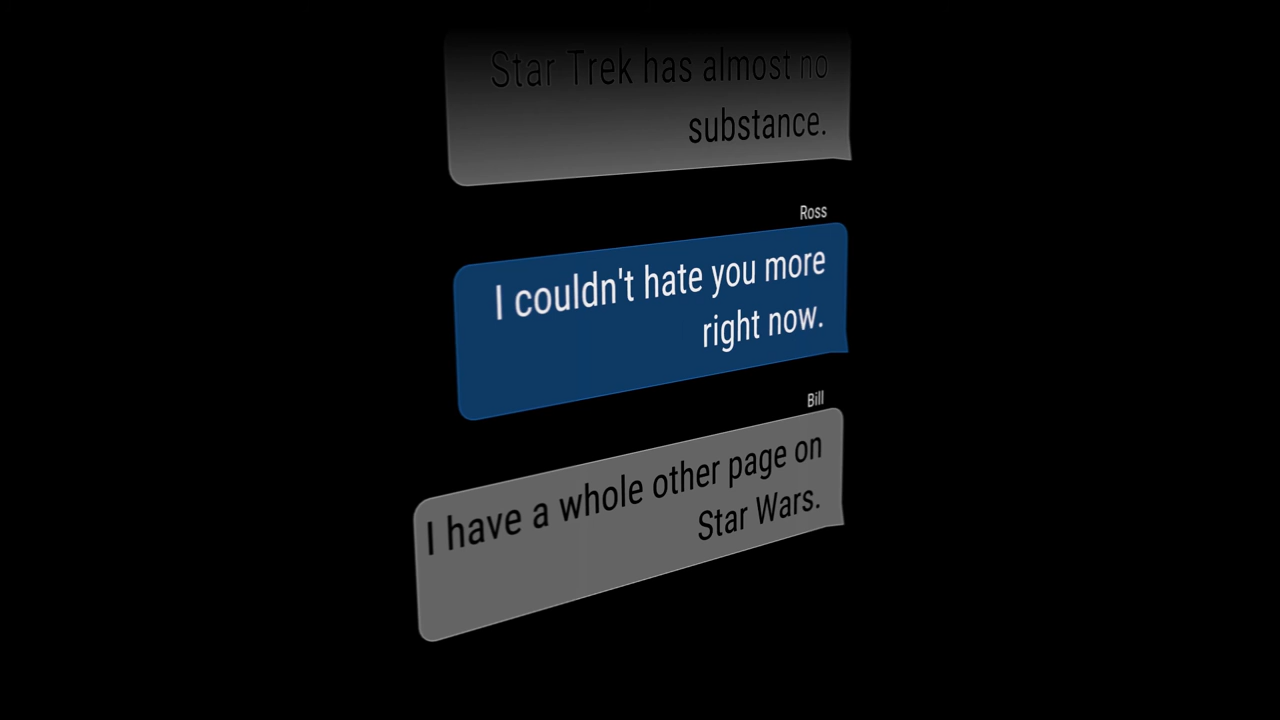 Star Trek has almost no
substance.
Ross
I couldn't hate you more
right now.
Bill
I have a whole other page on
Star Wars.